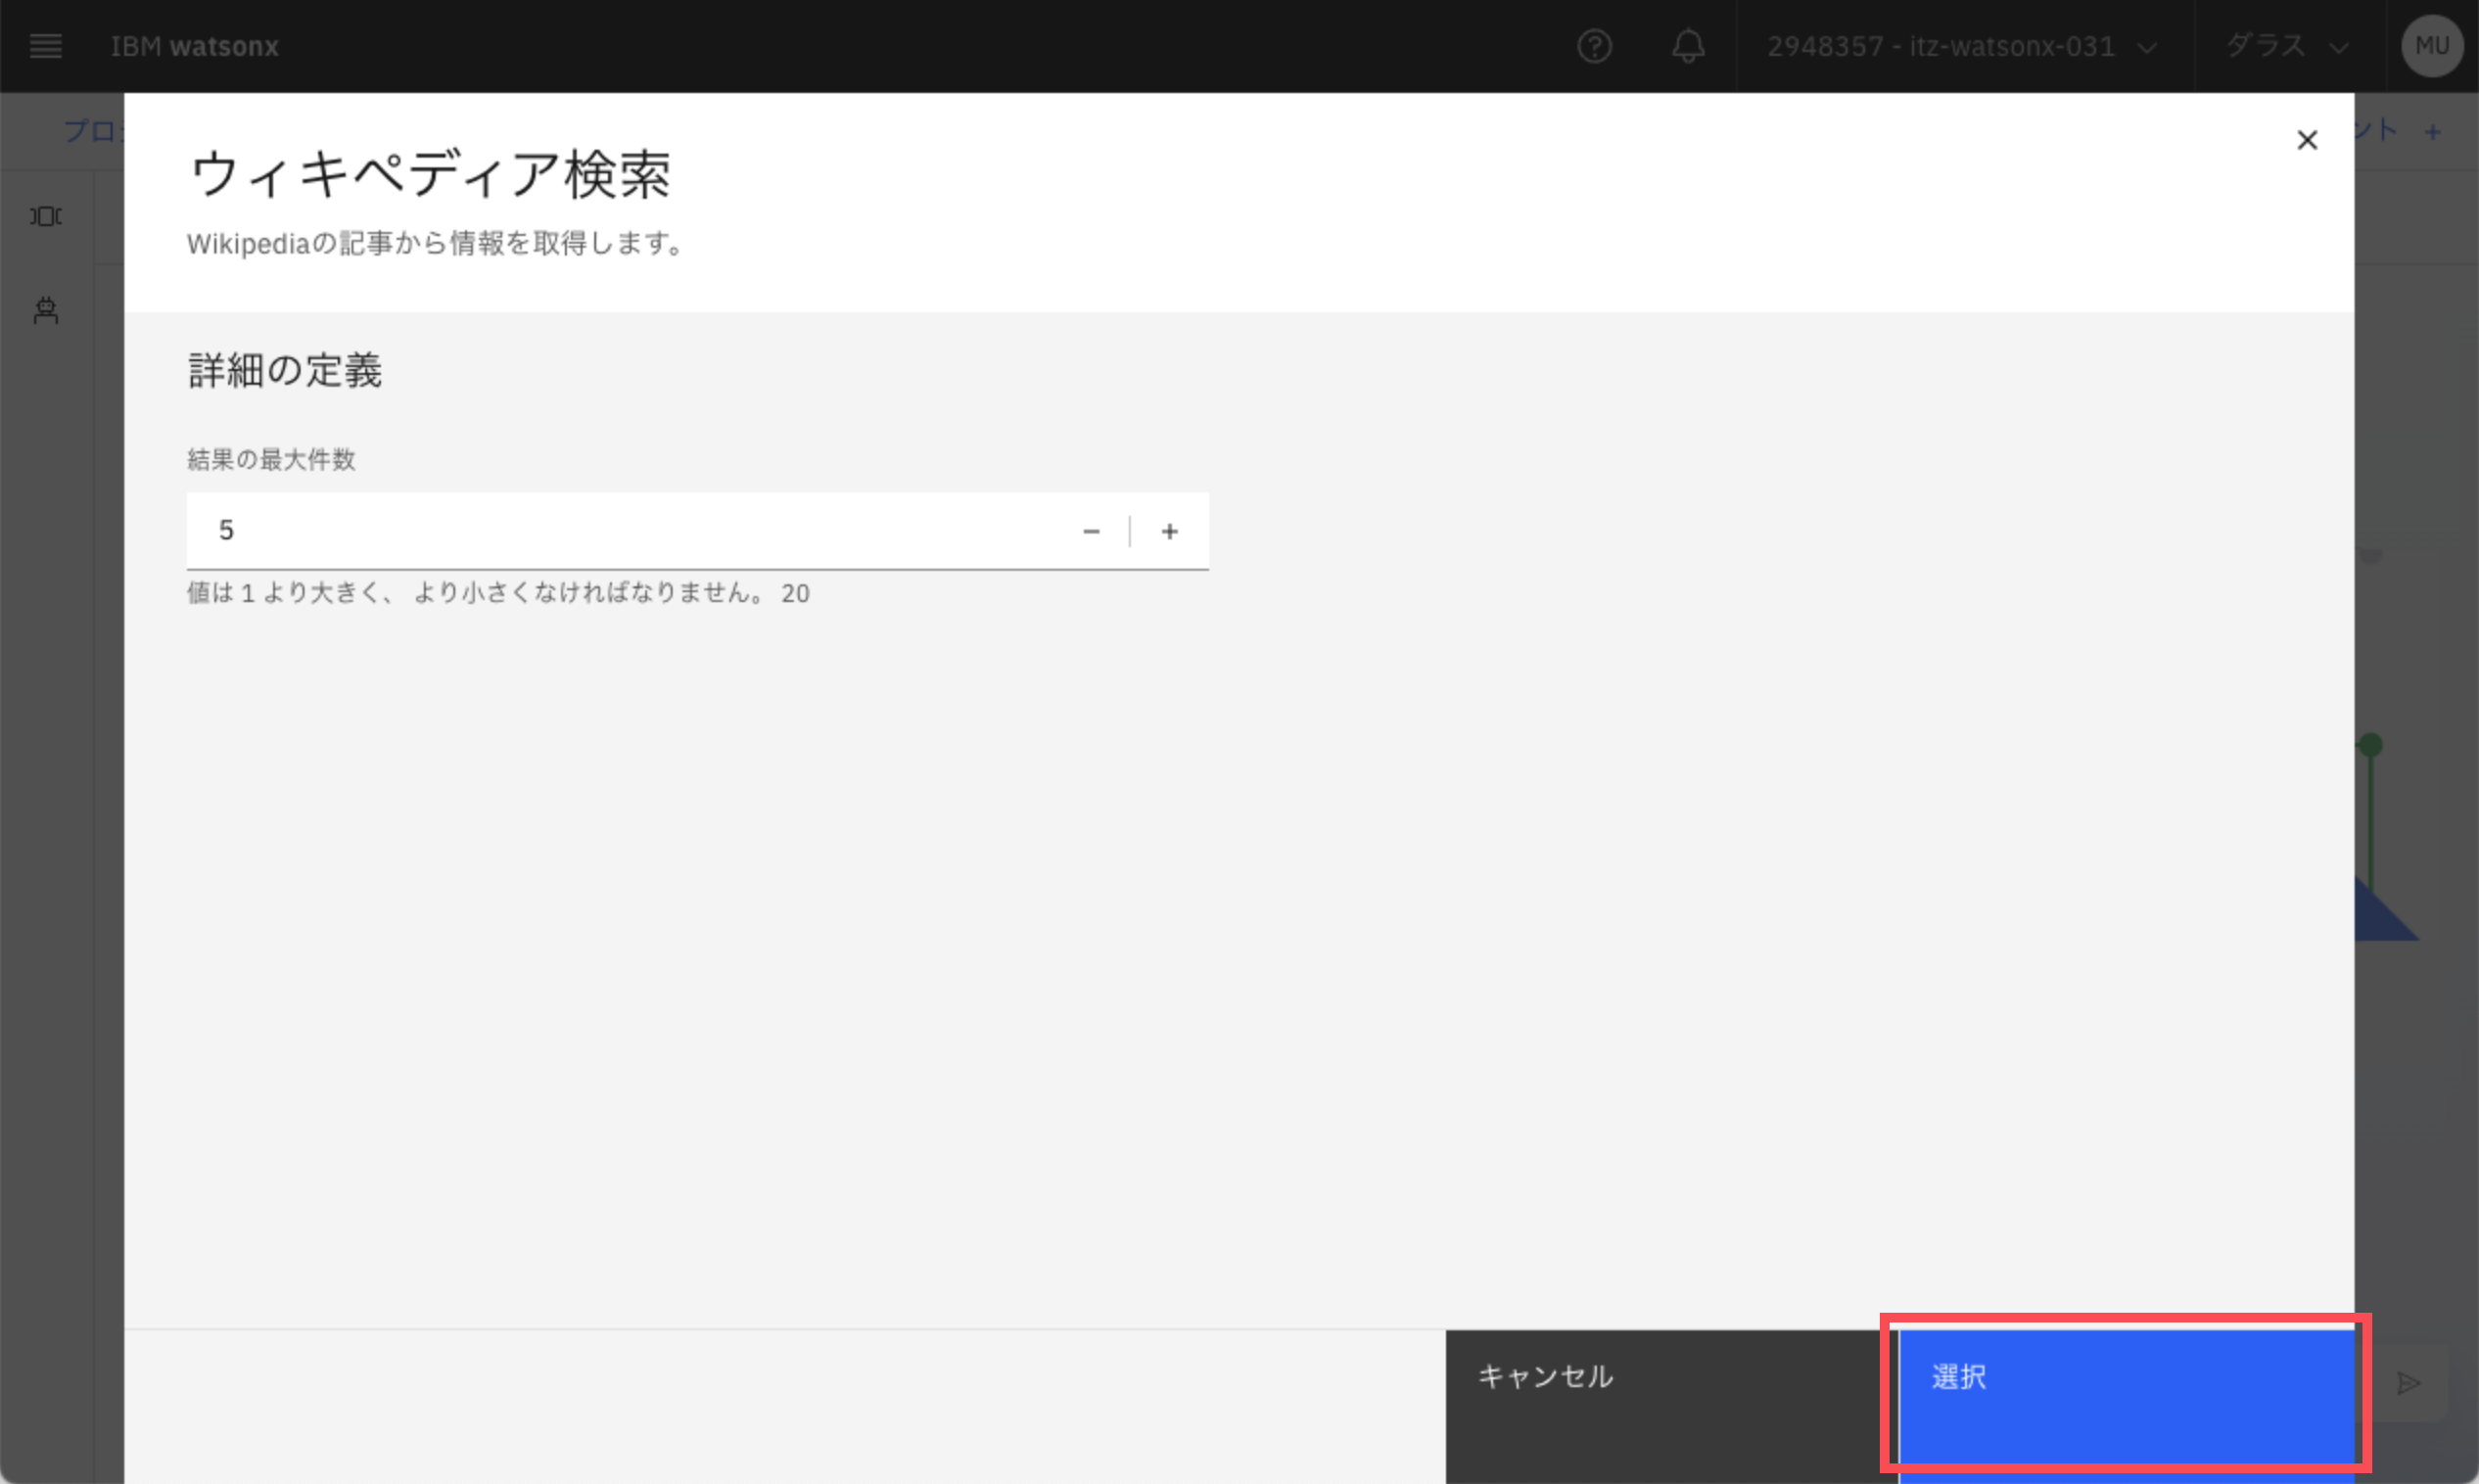 IBM watsonx
2948357 - itz-watsonx-031
ダラス
MU
プロ
ント +
ウィキペディア検索
Wikipediaの記事から情報を取得します。
詳細の定義
結果の最大件数
5
値は 1 より大きく、 より小さくなければなりません。 20
キャンセル
選択